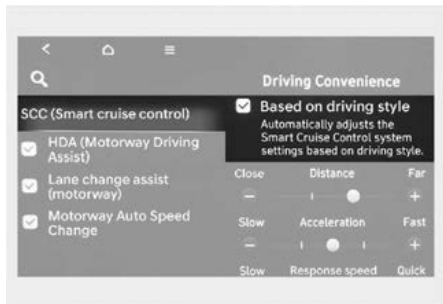 Driving Convenience
SCC (Smart cruise control)
HDA (Motorway Driving
Assist)
Lane change assist
(motorway)
Motorway Auto Speed
Change
Based on driving style
Automatically adjusts the
Smart Cruise Control system
settings based on driving style.
Close Distance Far
Slow Acceleration Fast
Slow Response speed Quick